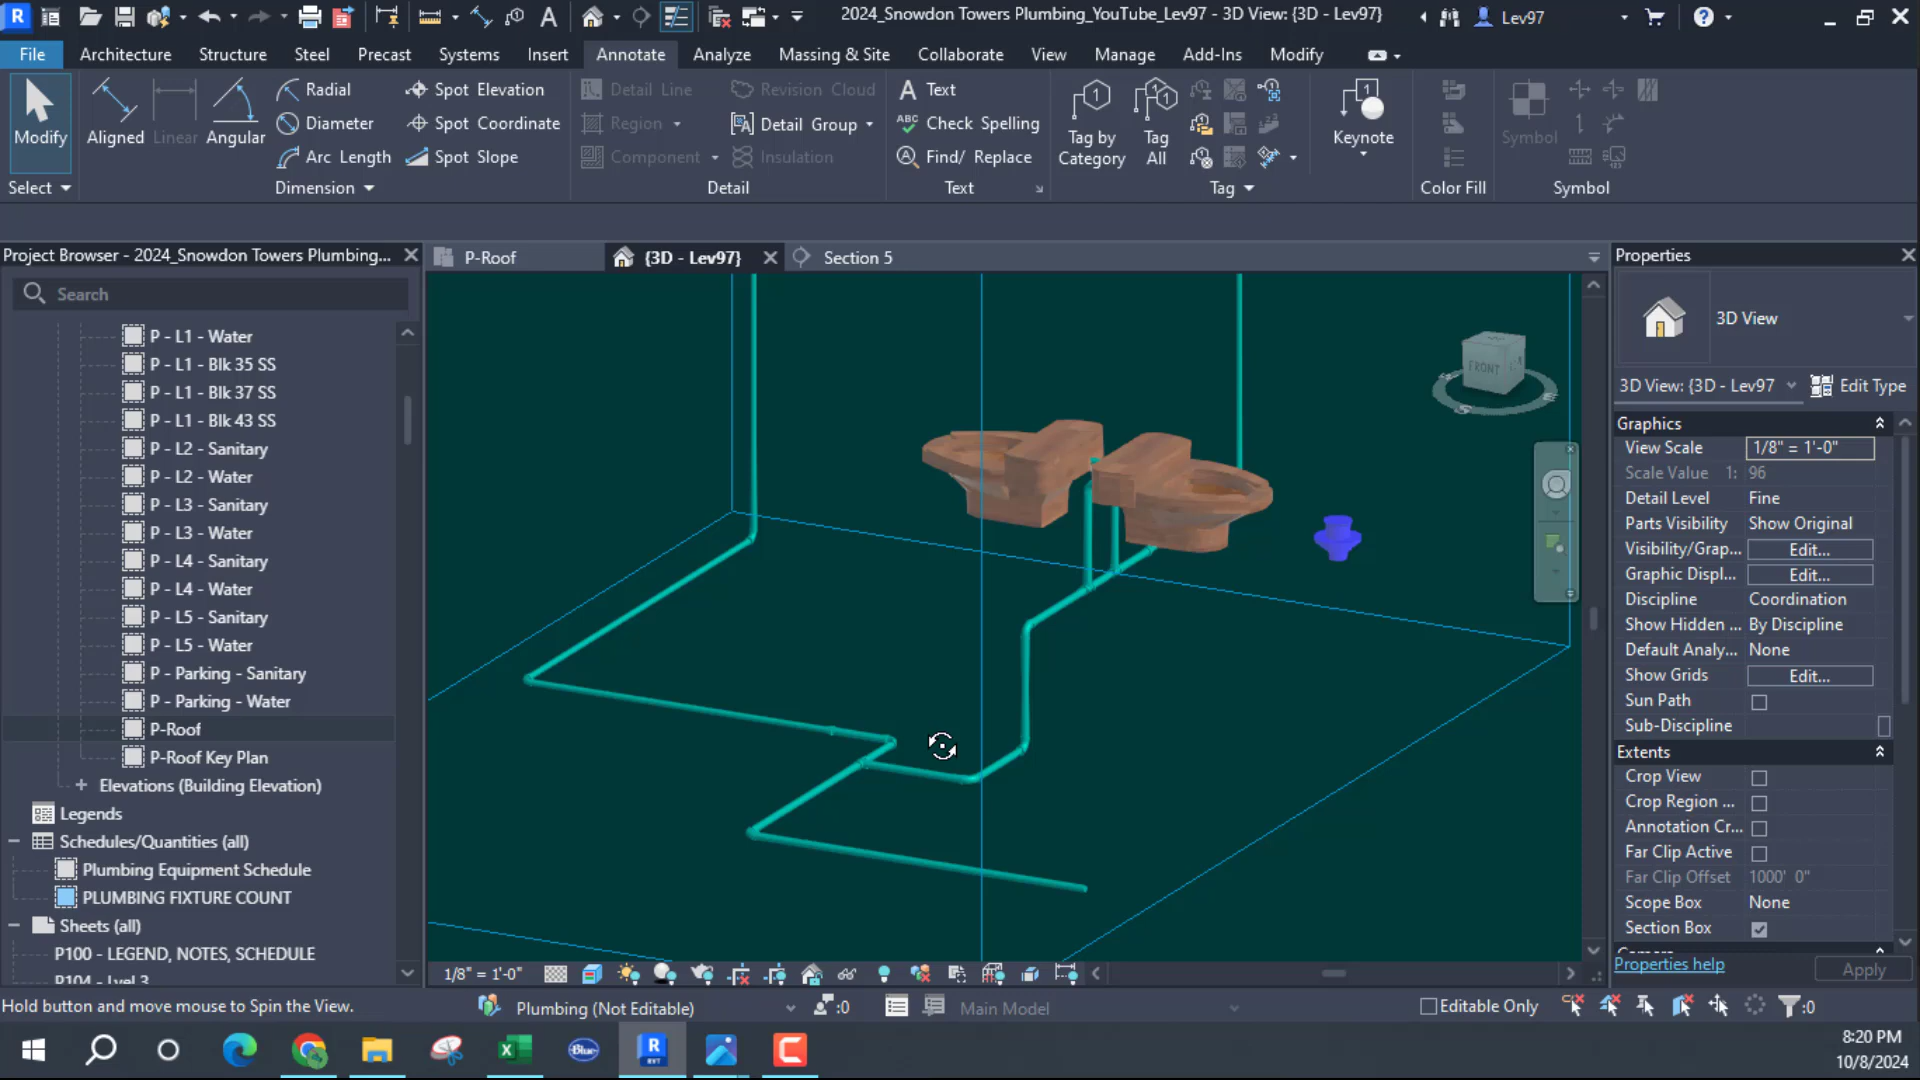 R
2024_Snowdon Towers Plumbing_YouTube_Lev97 - 3D View: {3D - Lev97}
Lev97
File Architecture Structure Steel Precast Systems Insert Annotate Analyze Massing & Site Collaborate View Manage Add-Ins Modify
Modify
Select
Aligned
Linear
Angular
Radial
Diameter
Arc Length
Spot Elevation
Spot Coordinate
Spot Slope
Dimension
Detail Line
Region
Component
Revision Cloud
Detail Group
Insulation
Detail
Text
Check Spelling
Find/ Replace
Text
Tag by Category
Tag All
Tag
Keynote
Color Fill
Symbol
Symbol
Project Browser - 2024_Snowdon Towers Plumbing...
Search
P - L1 - Water
P - L1 - Blk 35 SS
P - L1 - Blk 37 SS
P - L1 - Blk 43 SS
P - L2 - Sanitary
P - L2 - Water
P - L3 - Sanitary
P - L3 - Water
P - L4 - Sanitary
P - L4 - Water
P - L5 - Sanitary
P - L5 - Water
P - Parking - Sanitary
P - Parking - Water
P-Roof
P-Roof Key Plan
Elevations (Building Elevation)
Legends
Schedules/Quantities (all)
Plumbing Equipment Schedule
PLUMBING FIXTURE COUNT
Sheets (all)
P100 - LEGEND, NOTES, SCHEDULE
P104 - Lvel 3
P-Roof
{3D - Lev97}
Section 5
FRONT
Properties
3D View
3D View: {3D - Lev97
Edit Type
Graphics
View Scale 1/8" = 1'-0"
Scale Value 1: 96
Detail Level Fine
Parts Visibility Show Original
Visibility/Grap... Edit...
Graphic Displ... Edit...
Discipline Coordination
Show Hidden ... By Discipline
Default Analy... None
Show Grids Edit...
Sun Path
Sub-Discipline
Extents
Crop View
Crop Region ...
Annotation Cr...
Far Clip Active
Far Clip Offset 1000' 0"
Scope Box None
Section Box
Camera
Properties help
Apply
1/8" = 1'-0"
Hold button and move mouse to Spin the View.
Plumbing (Not Editable)
:0
Main Model
Editable Only
:0
Blue
8:20 PM
10/8/2024